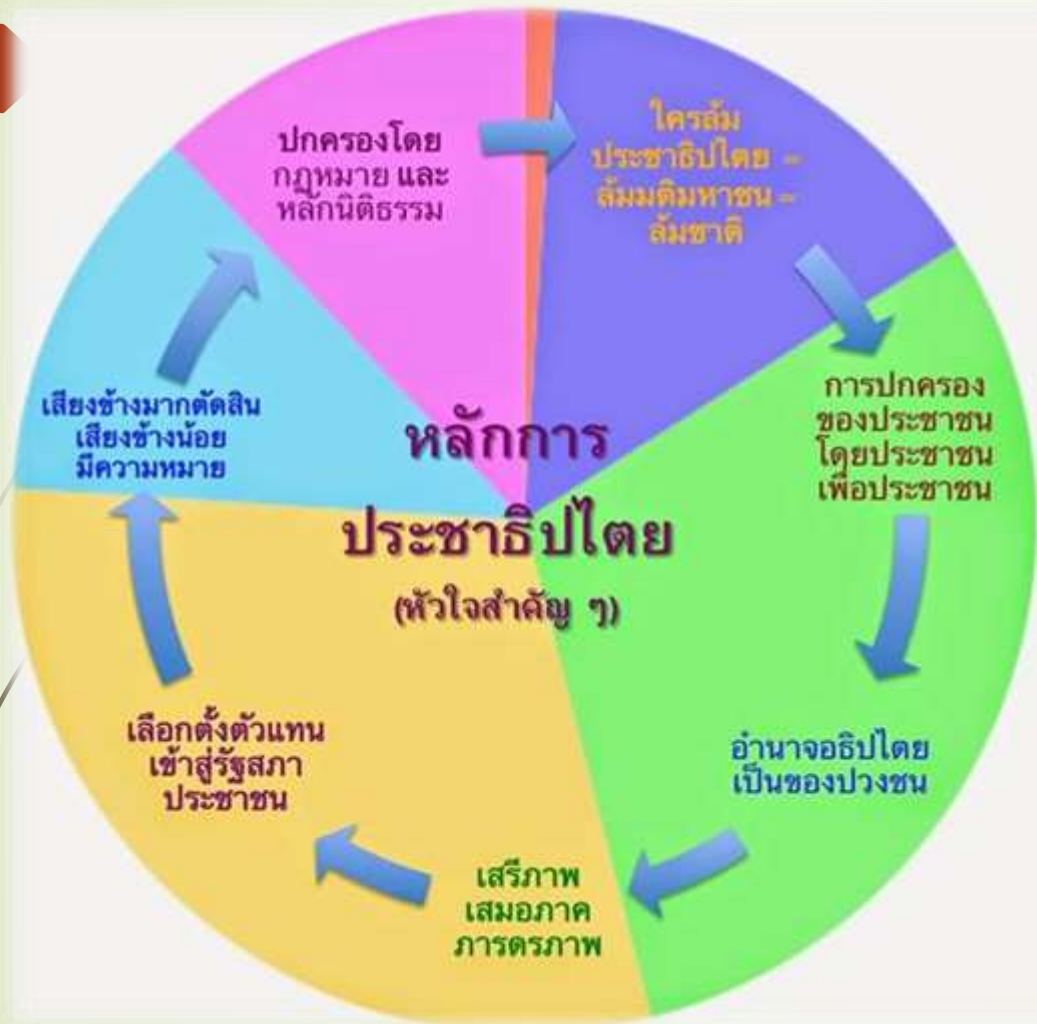 หลักการ
ประชาธิปไตย
(หัวใจสำคัญ ๆ)
ใครล้ม
ประชาธิปไตย =
ล้มมติมหาชน =
ล้มชาติ
การปกครอง
ของประชาชน
โดยประชาชน
เพื่อประชาชน
อำนาจอธิปไตย
เป็นของปวงชน
เสรีภาพ
เสมอภาค
ภารดรภาพ
เลือกตั้งตัวแทน
เข้าสู่รัฐสภา
ประชาชน
เสียงข้างมากตัดสิน
เสียงข้างน้อย
มีความหมาย
ปกครองโดย
กฎหมาย และ
หลักนิติธรรม